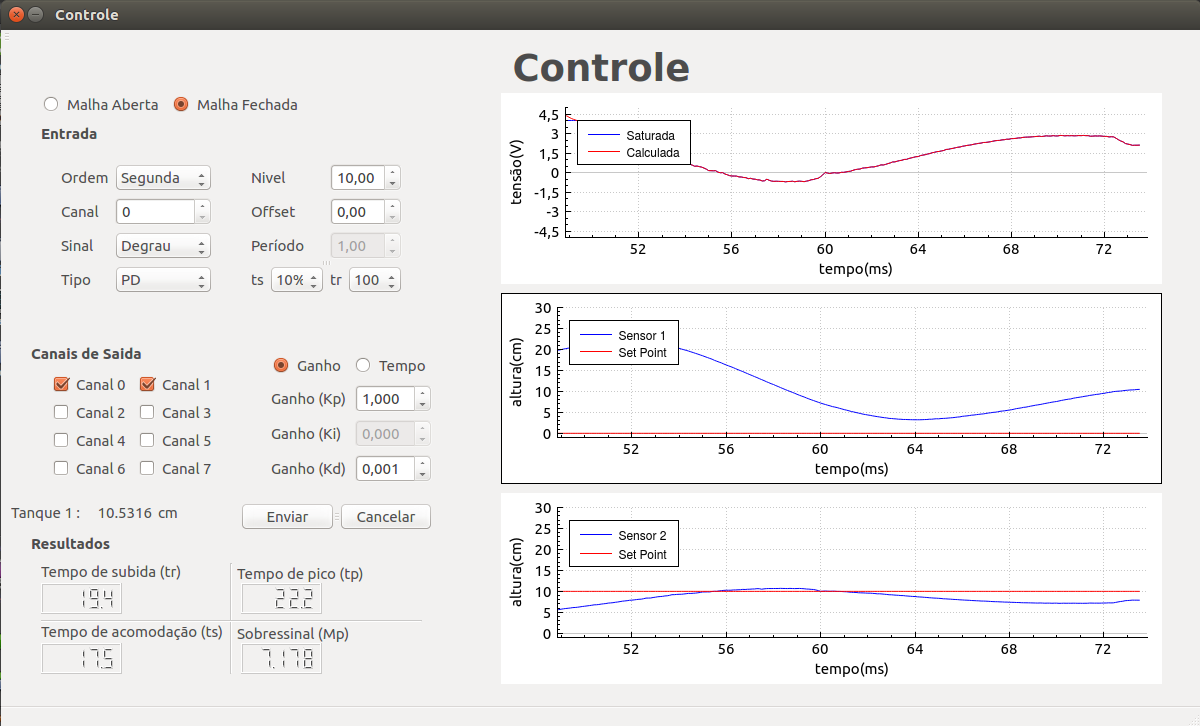 Controle
Controle
Malha Aberta Malha Fechada
Entrada
Ordem Segunda Nivel 10,00
Canal 0 Offset 0,00
Sinal Degrau Período 1,00
Tipo PD ts 10% tr 100
Canais de Saida
Ganho Tempo
Canal 0 Canal 1
Ganho (Kp) 1,000
Canal 2 Canal 3
Ganho (Ki) 0,000
Canal 4 Canal 5
Canal 6 Canal 7
Ganho (Kd) 0,001
Tanque 1 : 10.5316 cm
Enviar Cancelar
Resultados
Tempo de subida (tr) Tempo de pico (tp)
19.4 22.2
Tempo de acomodação (ts) Sobressinal (Mp)
17.5 7.178
tensão(V)
4,5
3
1,5
0
-1,5
-3
-4,5
Saturada
Calculada
52 56 60 64 68 72
tempo(ms)
altura(cm)
30
25
20
15
10
5
0
Sensor 1
Set Point
52 56 60 64 68 72
tempo(ms)
altura(cm)
30
25
20
15
10
5
0
Sensor 2
Set Point
52 56 60 64 68 72
tempo(ms)